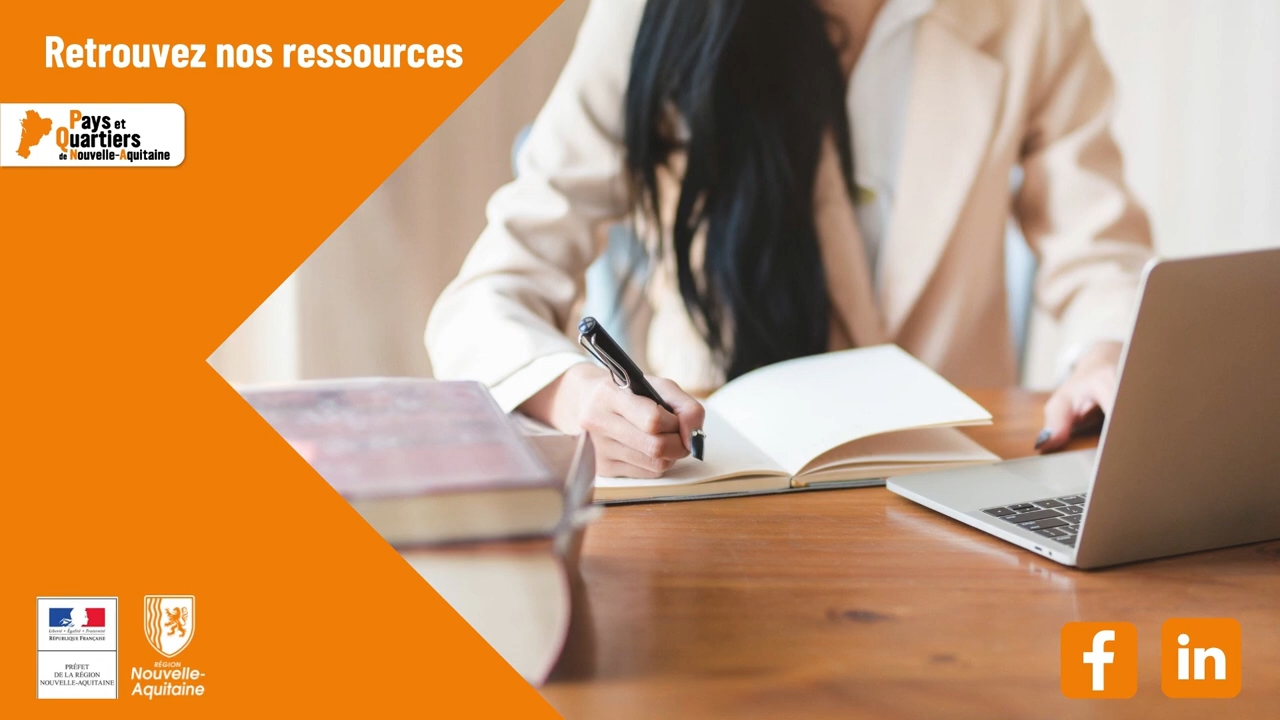 Retrouvez nos ressources
Pays et
Quartiers
de Nouvelle-Aquitaine
Liberté • Égalité • Fraternité
RÉPUBLIQUE FRANÇAISE
PRÉFET
DE LA RÉGION
NOUVELLE-AQUITAINE
RÉGION
Nouvelle-
Aquitaine
f
in